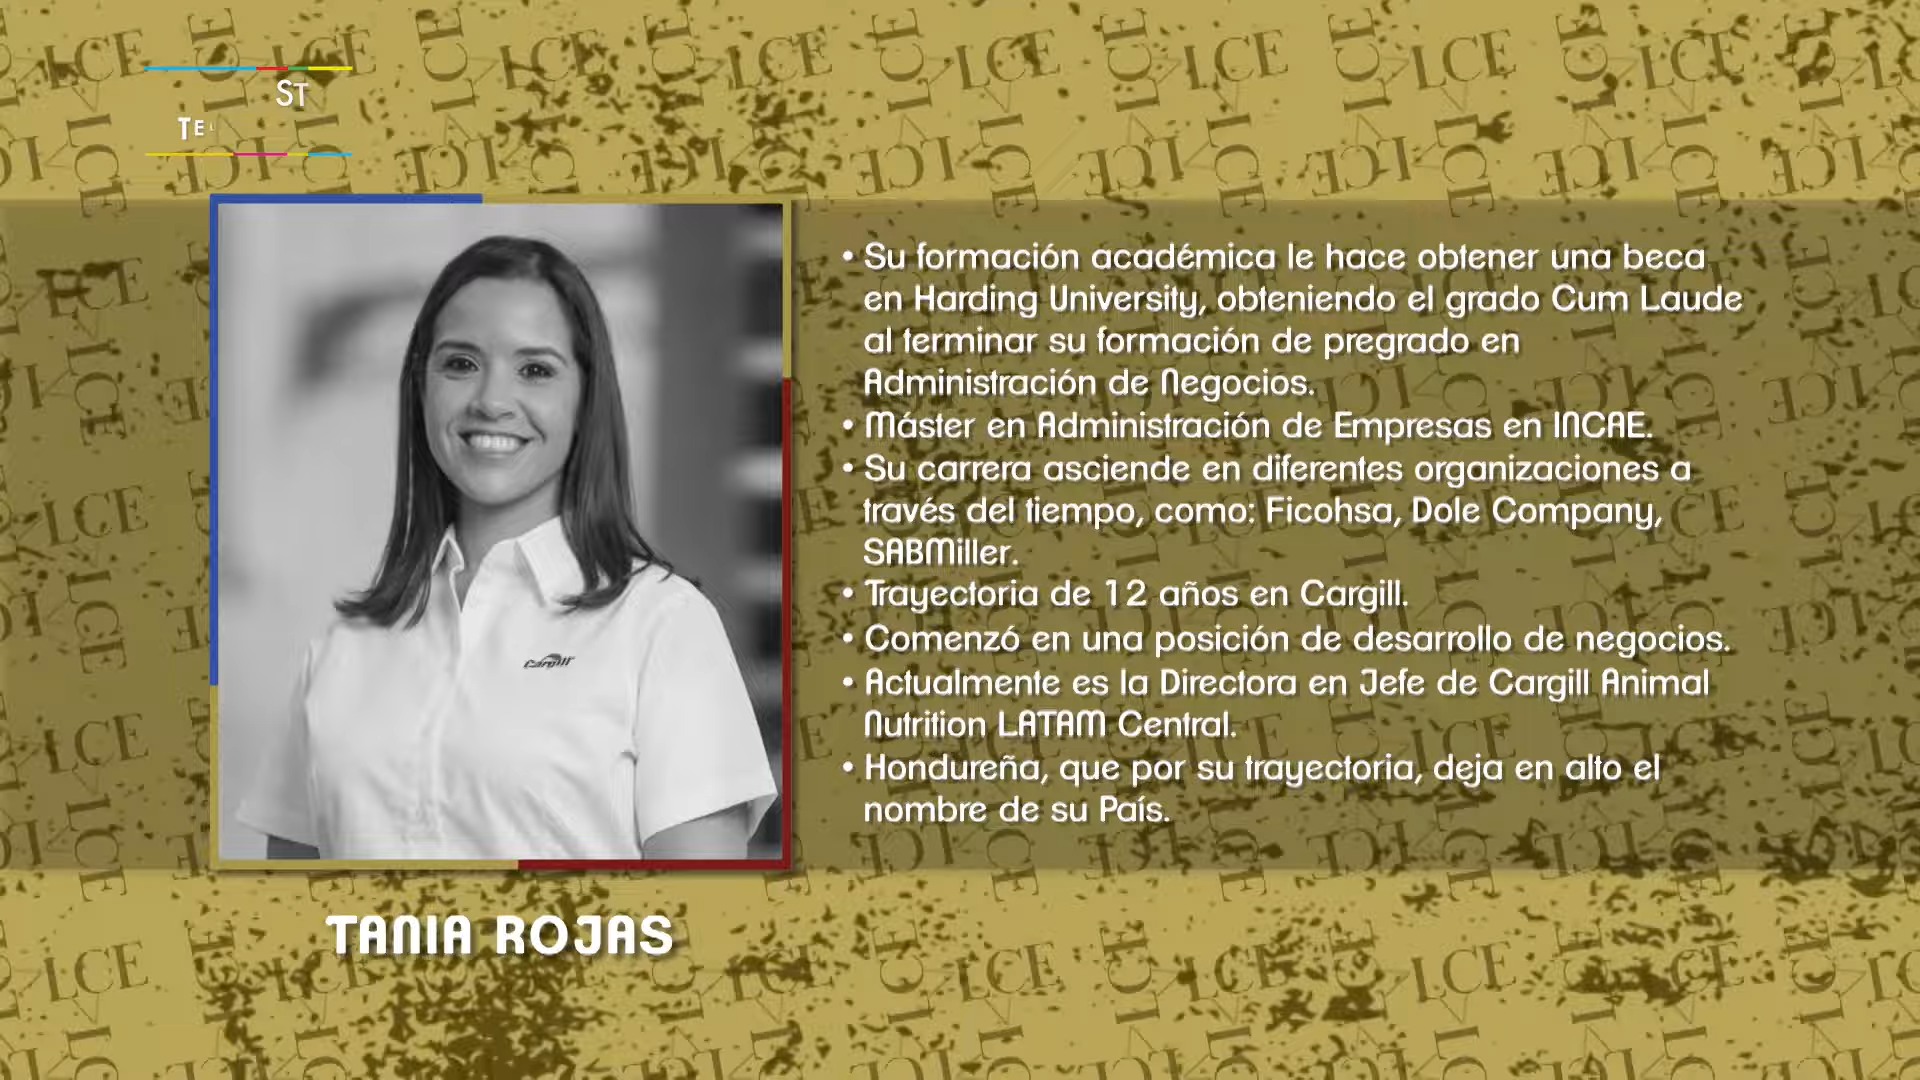 ST
TE
• Su formación académica le hace obtener una beca
en Harding University, obteniendo el grado Cum Laude
al terminar su formación de pregrado en
Administración de Negocios.
• Máster en Administración de Empresas en INCAE.
• Su carrera asciende en diferentes organizaciones a
través del tiempo, como: Ficohsa, Dole Company,
SABMiller.
• Trayectoria de 12 años en Cargill.
• Comenzó en una posición de desarrollo de negocios.
• Actualmente es la Directora en Jefe de Cargill Animal
Nutrition LATAM Central.
• Hondureña, que por su trayectoria, deja en alto el
nombre de su País.
Cargill
TANIA ROJAS